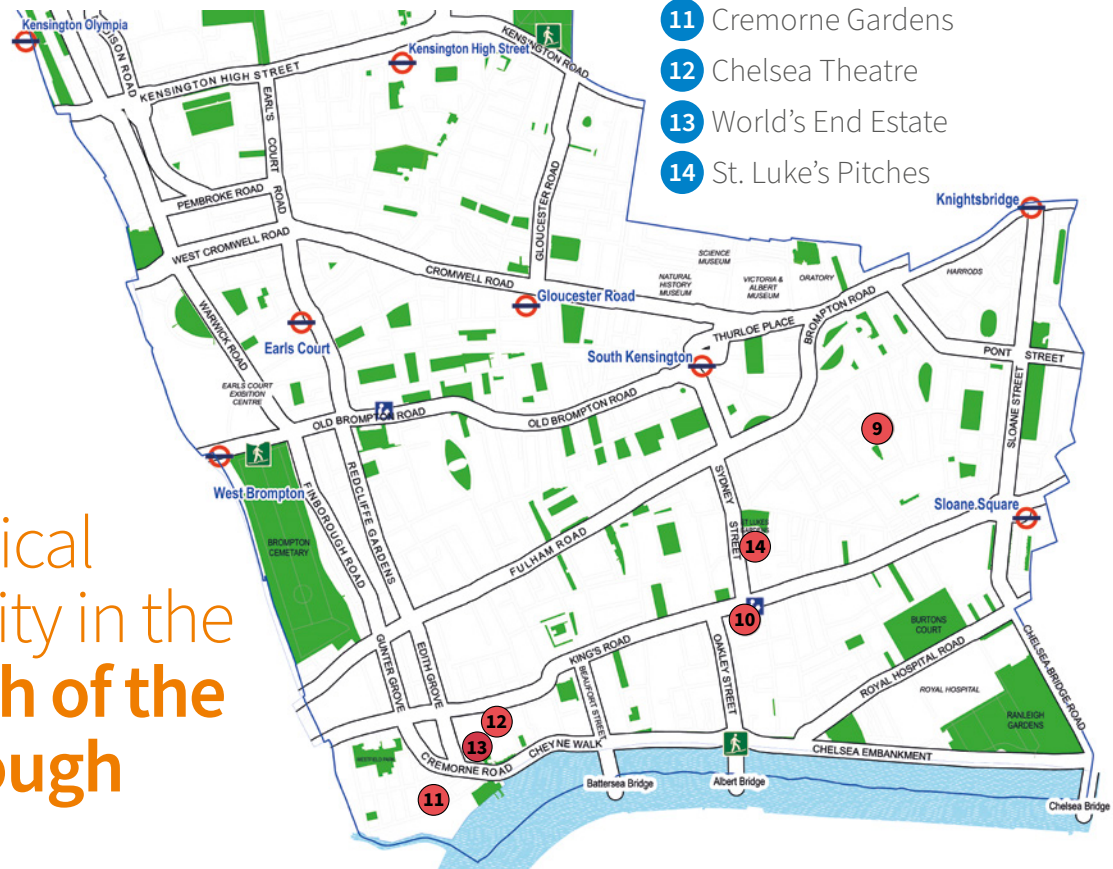 11 Cremorne Gardens
12 Chelsea Theatre
13 World's End Estate
14 St. Luke's Pitches
ical
ity in the
h of the
ough
Kensington Olympia
KENSINGTON HIGH STREET
Kensington High Street
KENSINGTON ROAD
EARL'S COURT ROAD
PEMBROKE ROAD
WEST CROMWELL ROAD
GLOUCESTER ROAD
CROMWELL ROAD
Gloucester Road
WARWICK ROAD
Earls Court
EARLS COURT
EXIBITION
CENTRE
SCIENCE
MUSEUM
NATURAL
HISTORY
MUSEUM
VICTORIA &
ALBERT
MUSEUM
ORATORY
Knightsbridge
HARRODS
THURLOE PLACE
BROMPTON ROAD
South Kensington
PONT STREET
SLOANE STREET
OLD BROMPTON ROAD
OLD BROMPTON ROAD
West Brompton
BROMPTON
CEMETERY
FINBOROUGH ROAD
REDCLIFFE GARDENS
9
SYDNEY STREET
Sloane Square
14
FULHAM ROAD
10
KING'S ROAD
BURTONS
COURT
ROYAL HOSPITAL ROAD
ROYAL HOSPITAL
RANLEIGH
GARDENS
CHELSEA-BRIDGE-ROAD
GUNTER GROVE
EDITH GROVE
BEAUFORT STREET
OAKLEY STREET
12
13
CREMORNE ROAD
CHEYNE WALK
CHELSEA EMBANKMENT
11
Battersea Bridge
Albert Bridge
Chelsea Bridge